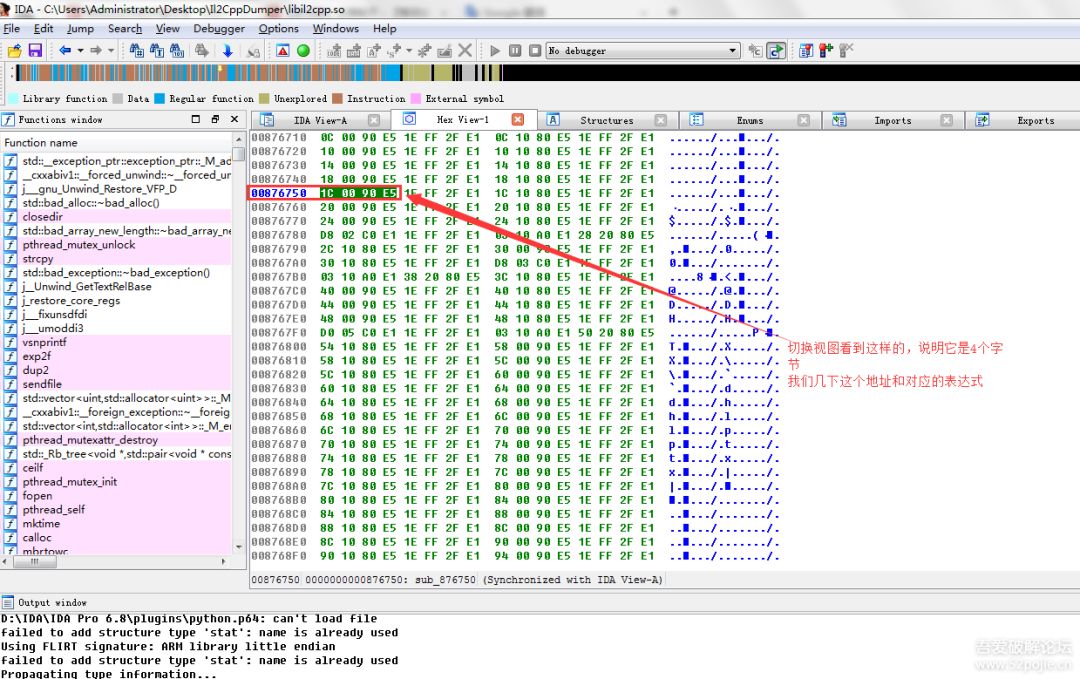 IDA - C:\Users\Administrator\Desktop\Il2CppDumper\libil2cpp.so
File Edit Jump Search View Debugger Options Windows Help
No debugger
Library function Data Regular function Unexplored Instruction External symbol
Functions window
IDA View-A Hex View-1 Structures Enums Imports Exports
Function name
std::__exception_ptr::exception_ptr::_M_ad
__cxxabiv1::__forced_unwind::~__forced_un
j___gnu_Unwind_Restore_VFP_D
std::bad_alloc::~bad_alloc()
closedir
std::bad_array_new_length::~bad_array_ne
pthread_mutex_unlock
strcpy
std::bad_exception::~bad_exception()
j__Unwind_GetTextRelBase
j_restore_core_regs
j___fixunsdfdi
j___umoddi3
vsnprintf
exp2f
dup2
sendfile
std::vector<uint,std::allocator<uint>>::_M
__cxxabiv1::__foreign_exception::~__foreig
std::vector<int,std::allocator<int>>::_M_e
pthread_mutexattr_destroy
std::_Rb_tree<void *,std::pair<void * cons
ceilf
pthread_mutex_init
fopen
pthread_self
mktime
calloc
mbrtowc
00876710 0C 00 90 E5 1E FF 2F E1 0C 10 80 E5 1E FF 2F E1
00876720 10 00 90 E5 1E FF 2F E1 10 10 80 E5 1E FF 2F E1
00876730 14 00 90 E5 1E FF 2F E1 14 10 80 E5 1E FF 2F E1
00876740 18 00 90 E5 1E FF 2F E1 18 10 80 E5 1E FF 2F E1
00876750 1C 00 90 E5 1E FF 2F E1 1C 10 80 E5 1E FF 2F E1
00876760 20 00 90 E5 1E FF 2F E1 20 10 80 E5 1E FF 2F E1
00876770 24 00 90 E5 1E FF 2F E1 24 10 80 E5 1E FF 2F E1
00876780 D8 02 C0 E1 1E FF 2F E1 03 10 A0 E1 28 20 80 E5
00876790 2C 10 80 E5 1E FF 2F E1 30 00 90 E5 1E FF 2F E1
008767A0 30 10 80 E5 1E FF 2F E1 D8 03 C0 E1 1E FF 2F E1
008767B0 03 10 A0 E1 38 20 80 E5 3C 10 80 E5 1E FF 2F E1
008767C0 40 00 90 E5 1E FF 2F E1 40 10 80 E5 1E FF 2F E1
008767D0 44 00 90 E5 1E FF 2F E1 44 10 80 E5 1E FF 2F E1
008767E0 48 00 90 E5 1E FF 2F E1 48 10 80 E5 1E FF 2F E1
008767F0 D0 05 C0 E1 1E FF 2F E1 03 10 A0 E1 50 20 80 E5
00876800 54 10 80 E5 1E FF 2F E1 58 00 90 E5 1E FF 2F E1
00876810 58 10 80 E5 1E FF 2F E1 5C 00 90 E5 1E FF 2F E1
00876820 5C 10 80 E5 1E FF 2F E1 60 00 90 E5 1E FF 2F E1
00876830 60 10 80 E5 1E FF 2F E1 64 00 90 E5 1E FF 2F E1
00876840 64 10 80 E5 1E FF 2F E1 68 00 90 E5 1E FF 2F E1
00876850 68 10 80 E5 1E FF 2F E1 6C 00 90 E5 1E FF 2F E1
00876860 6C 10 80 E5 1E FF 2F E1 70 00 90 E5 1E FF 2F E1
00876870 70 10 80 E5 1E FF 2F E1 74 00 90 E5 1E FF 2F E1
00876880 74 10 80 E5 1E FF 2F E1 78 00 90 E5 1E FF 2F E1
00876890 78 10 80 E5 1E FF 2F E1 7C 00 90 E5 1E FF 2F E1
008768A0 7C 10 80 E5 1E FF 2F E1 80 00 90 E5 1E FF 2F E1
008768B0 80 10 80 E5 1E FF 2F E1 84 00 90 E5 1E FF 2F E1
008768C0 84 10 80 E5 1E FF 2F E1 88 00 90 E5 1E FF 2F E1
008768D0 88 10 80 E5 1E FF 2F E1 8C 00 90 E5 1E FF 2F E1
008768E0 8C 10 80 E5 1E FF 2F E1 90 00 90 E5 1E FF 2F E1
008768F0 90 10 80 E5 1E FF 2F E1 94 00 90 E5 1E FF 2F E1
切换视图看到这样的，说明它是4个字
节
我们几下这个地址和对应的表达式
00876750 0000000000876750: sub_876750 (Synchronized with IDA View-A)
Output window
D:\IDA\IDA Pro 6.8\plugins\python.p64: can't load file
failed to add structure type 'stat': name is already used
Using FLIRT signature: ARM library little endian
failed to add structure type 'stat': name is already used
Propagating type information...
吾爱破解论坛
www.52pojie.cn